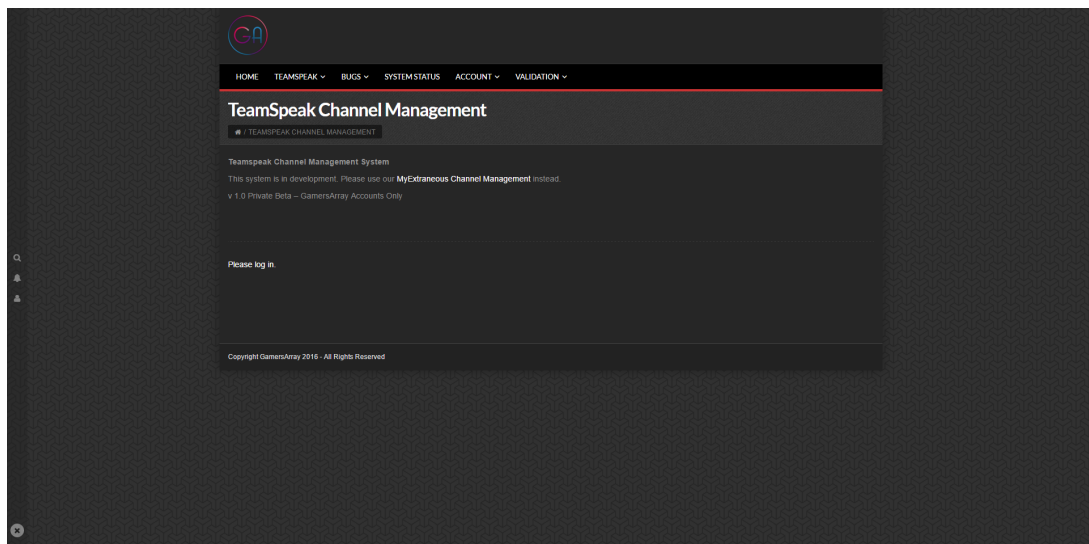 GA
HOME TEAMSPEAK BUGS SYSTEM STATUS ACCOUNT VALIDATION
TeamSpeak Channel Management
/ TEAMSPEAK CHANNEL MANAGEMENT
Teamspeak Channel Management System
This system is in development. Please use our MyExtraneous Channel Management instead.
v 1.0 Private Beta – GamersArray Accounts Only
Please log in.
Copyright GamersArray 2016 - All Rights Reserved